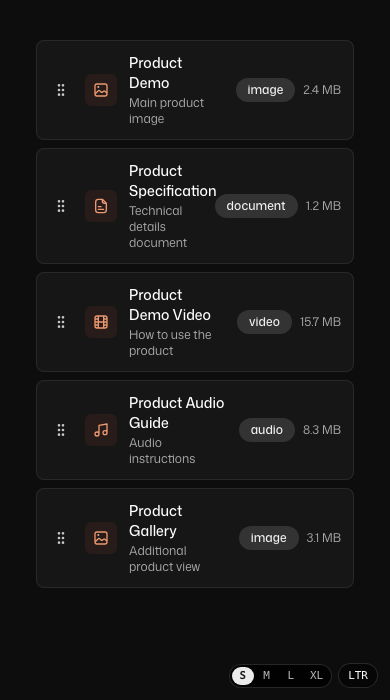 Product
Demo
Main product
image
image
2.4 MB
Product
Specification
Technical
details
document
document
1.2 MB
Product
Demo Video
How to use the
product
video
15.7 MB
Product Audio
Guide
Audio
instructions
audio
8.3 MB
Product
Gallery
Additional
product view
image
3.1 MB
S M L XL LTR